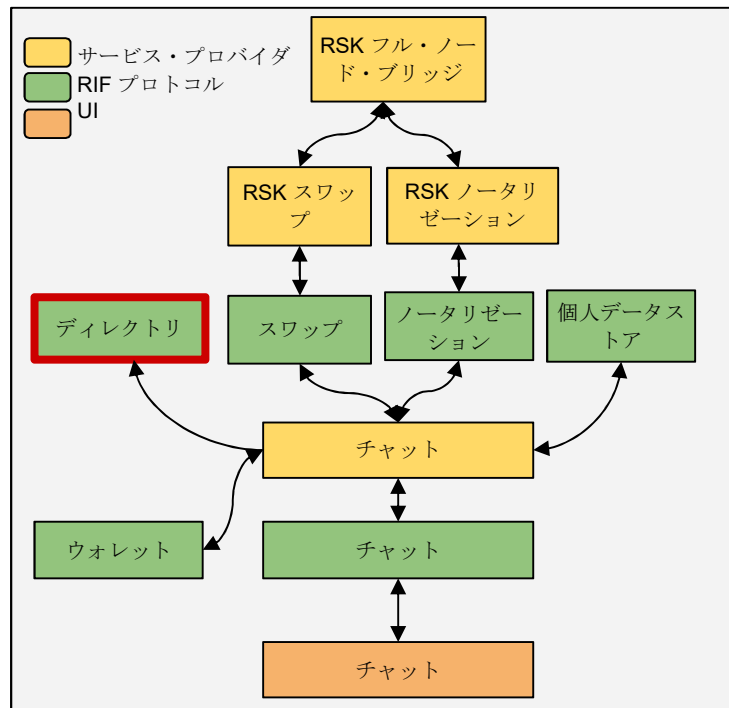 サービス・プロバイダ
RIF プロトコル
UI
RSK フル・ノー
ド・ブリッジ
RSK スワッ
プ
RSK ノータリ
ゼーション
ディレクトリ
スワップ
ノータリゼー
ション
個人データス
トア
チャット
ウォレット
チャット
チャット